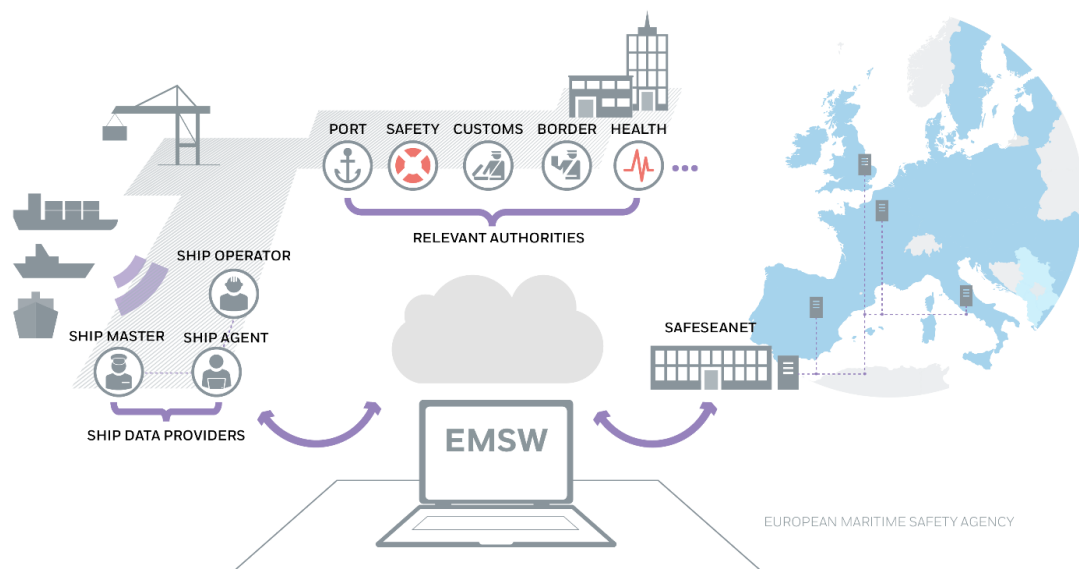 PORT SAFETY CUSTOMS BORDER HEALTH
RELEVANT AUTHORITIES
SHIP OPERATOR
SHIP MASTER SHIP AGENT
SHIP DATA PROVIDERS
SAFESEANET
EMSW
EUROPEAN MARITIME SAFETY AGENCY